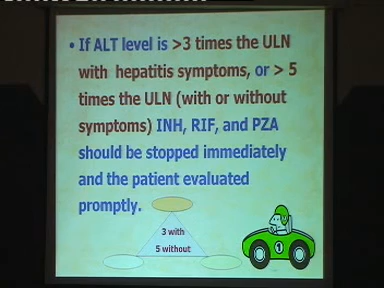 • If ALT level is >3 times the ULN
with hepatitis symptoms, or > 5
times the ULN (with or without
symptoms) INH, RIF, and PZA
should be stopped immediately
and the patient evaluated
promptly.
3 with
5 without
1